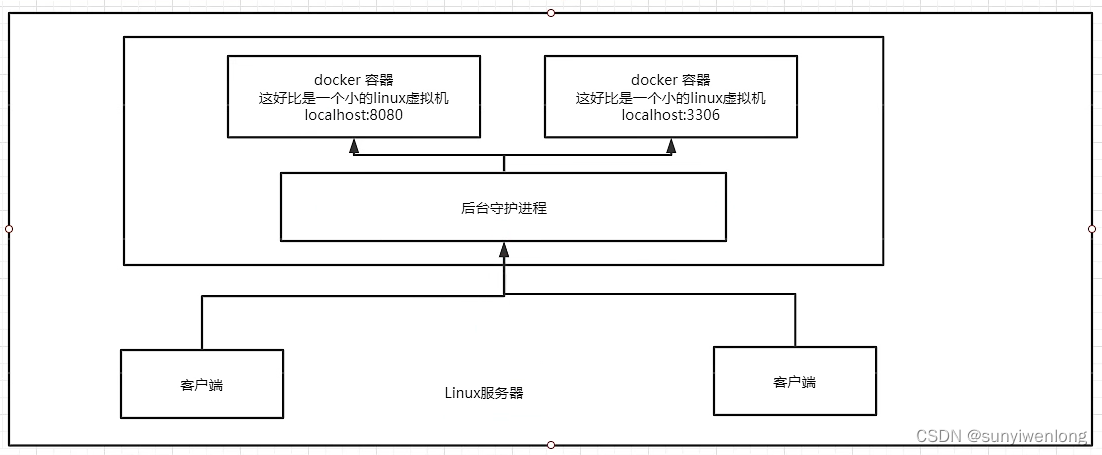 docker 容器
这好比是一个小的linux虚拟机
localhost:8080
docker 容器
这好比是一个小的linux虚拟机
localhost:3306
后台守护进程
客户端
Linux服务器
客户端
CSDN @sunyiwenlong